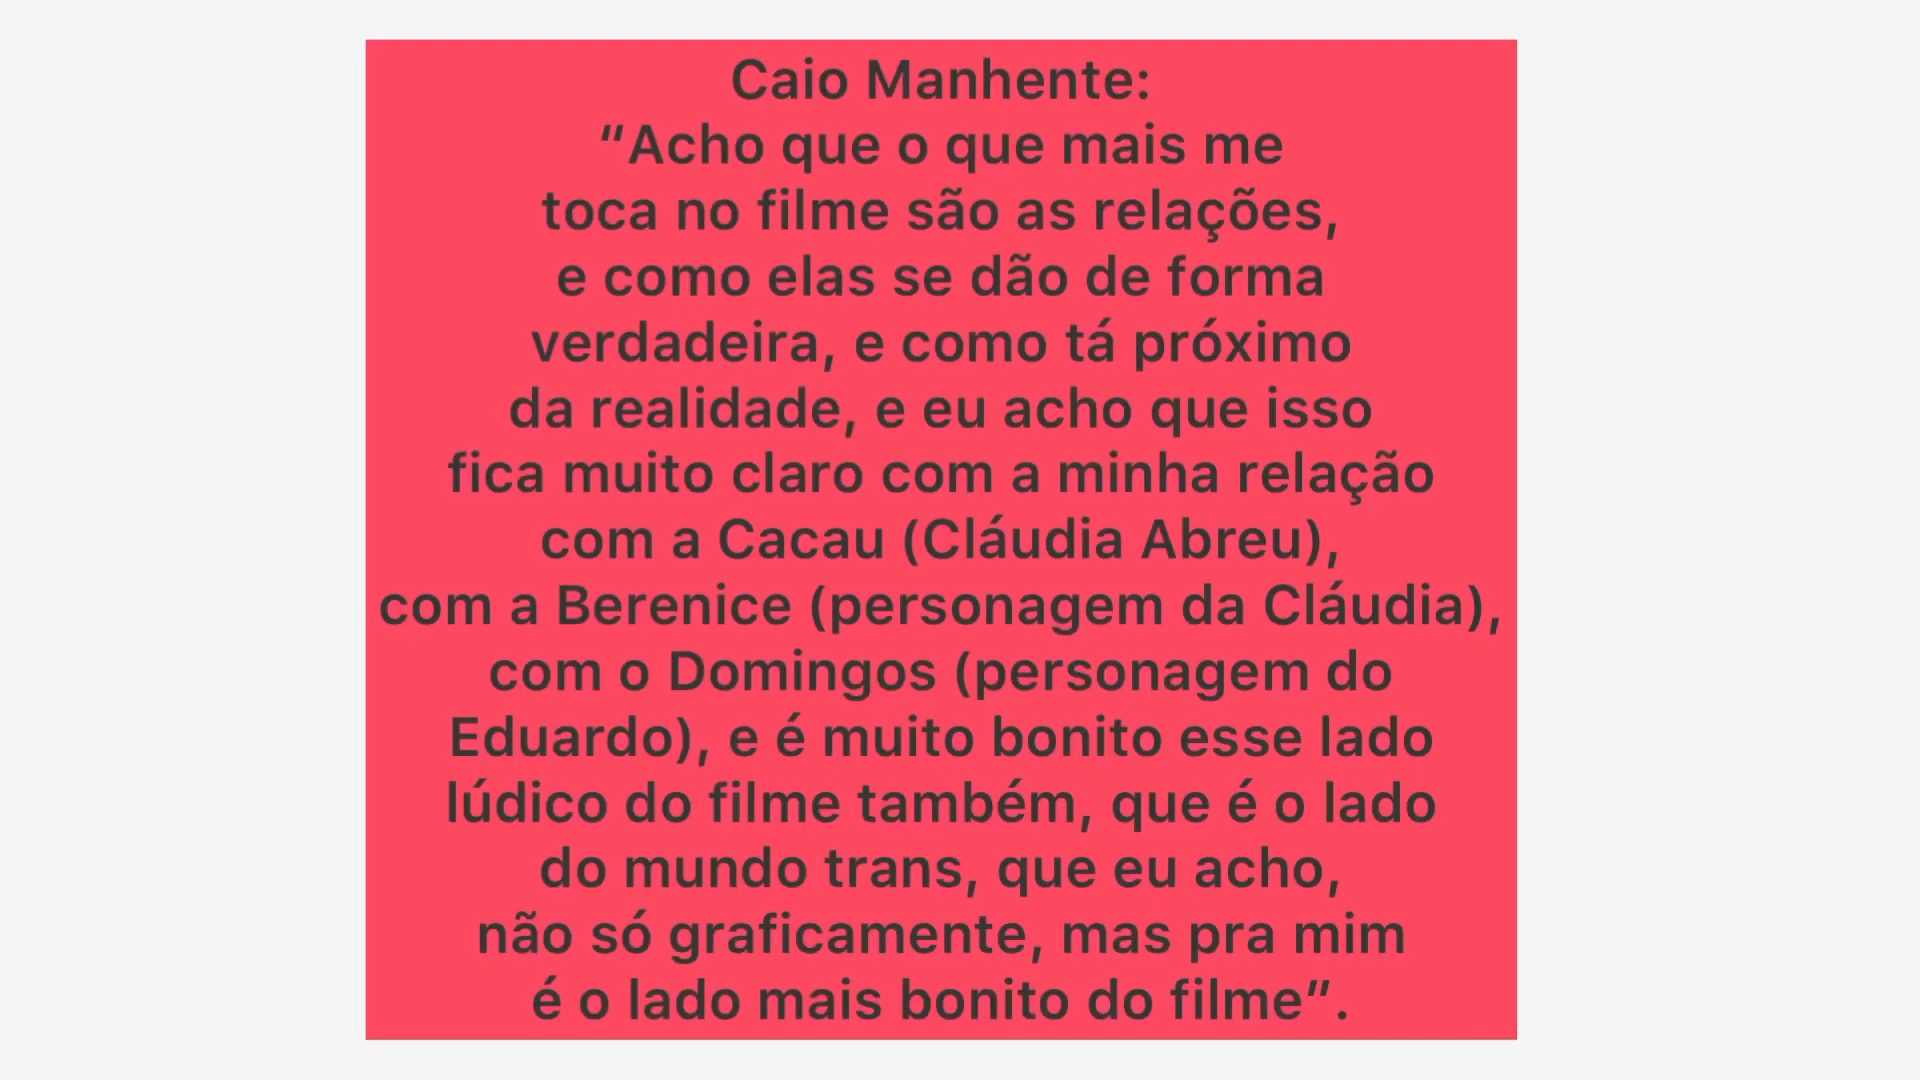 Caio Manhente:
“Acho que o que mais me
toca no filme são as relações,
e como elas se dão de forma
verdadeira, e como tá próximo
da realidade, e eu acho que isso
fica muito claro com a minha relação
com a Cacau (Cláudia Abreu),
com a Berenice (personagem da Cláudia),
com o Domingos (personagem do
Eduardo), e é muito bonito esse lado
lúdico do filme também, que é o lado
do mundo trans, que eu acho,
não só graficamente, mas pra mim
é o lado mais bonito do filme”.